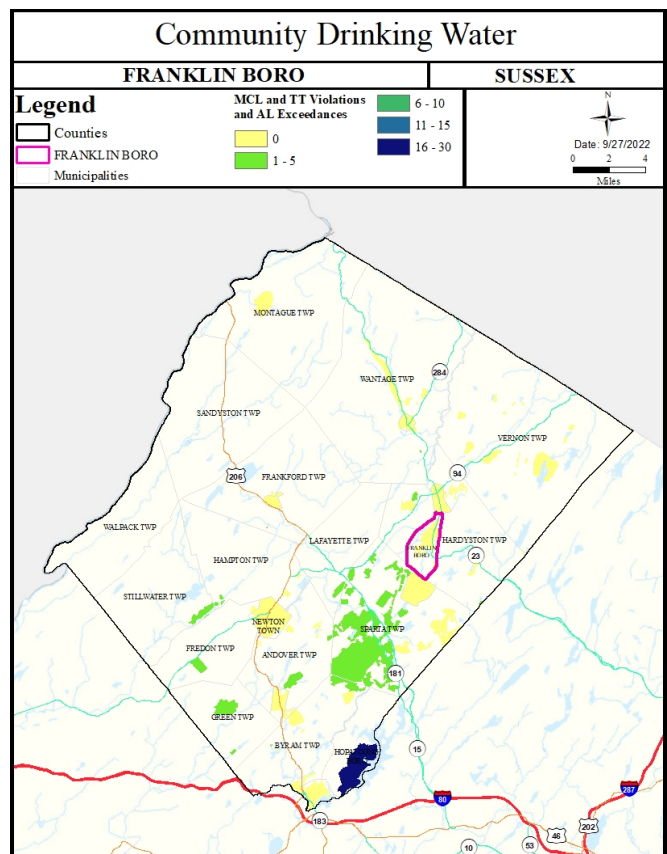 Community Drinking Water
FRANKLIN BORO
SUSSEX
Legend
Counties
FRANKLIN BORO
Municipalities
MCL and TT Violations
and AL Exceedances
0
1 - 5
6 - 10
11 - 15
16 - 30
N
Date: 9/27/2022
0 2 4
Miles
MONTAGUE TWP
WANTAGE TWP
284
SANDYSTON TWP
VERNON TWP
94
206
FRANKFORD TWP
WALPACK TWP
LAFAYETTE TWP
HARDYSTON TWP
FRANKLIN
BORO
23
HAMPTON TWP
STILLWATER TWP
NEWTON
TOWN
SPARTA TWP
FREDON TWP
ANDOVER TWP
181
GREEN TWP
BYRAM TWP
15
80
287
183
202
46
10
53